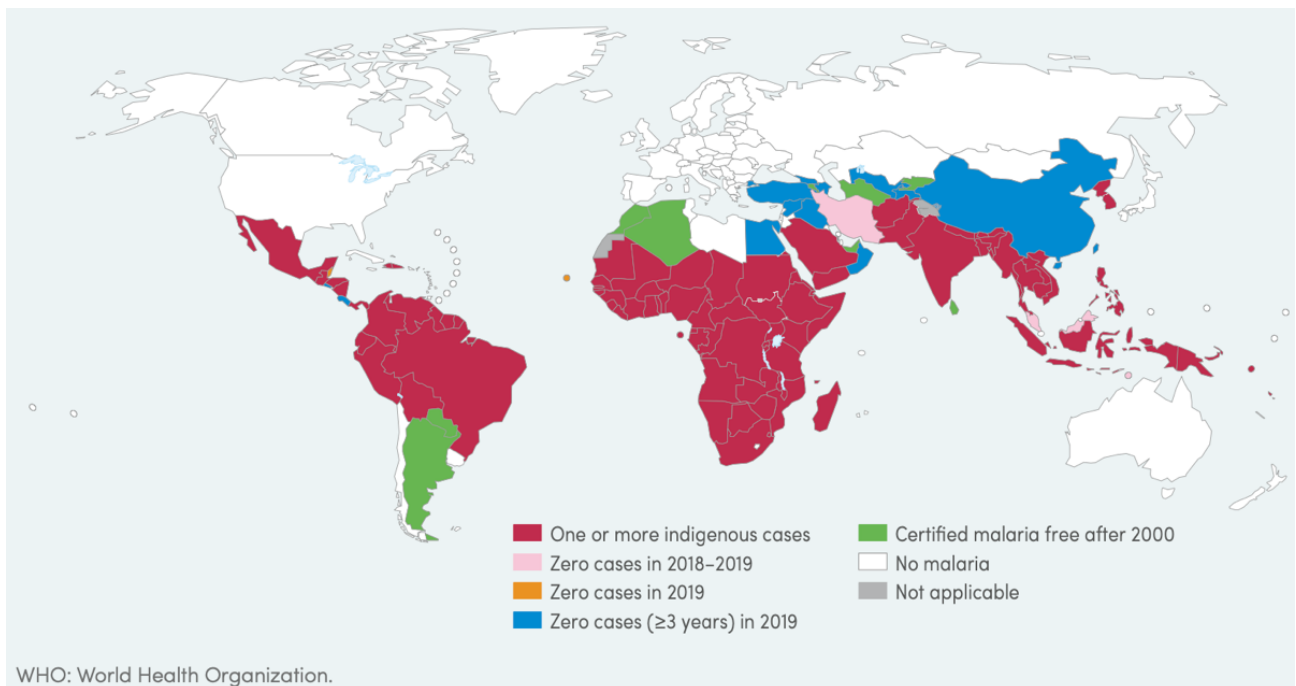 One or more indigenous cases
Zero cases in 2018–2019
Zero cases in 2019
Zero cases (≥3 years) in 2019
Certified malaria free after 2000
No malaria
Not applicable
WHO: World Health Organization.